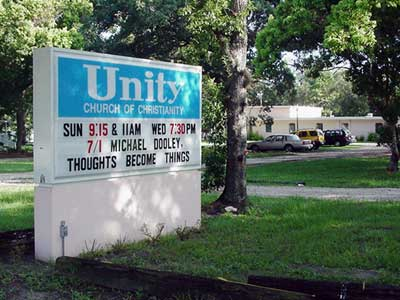 Unity
CHURCH OF CHRISTIANITY
SUN 9:15 & 11AM WED 7:30PM
7/1 MICHAEL DOOLEY,
THOUGHTS BECOME THINGS